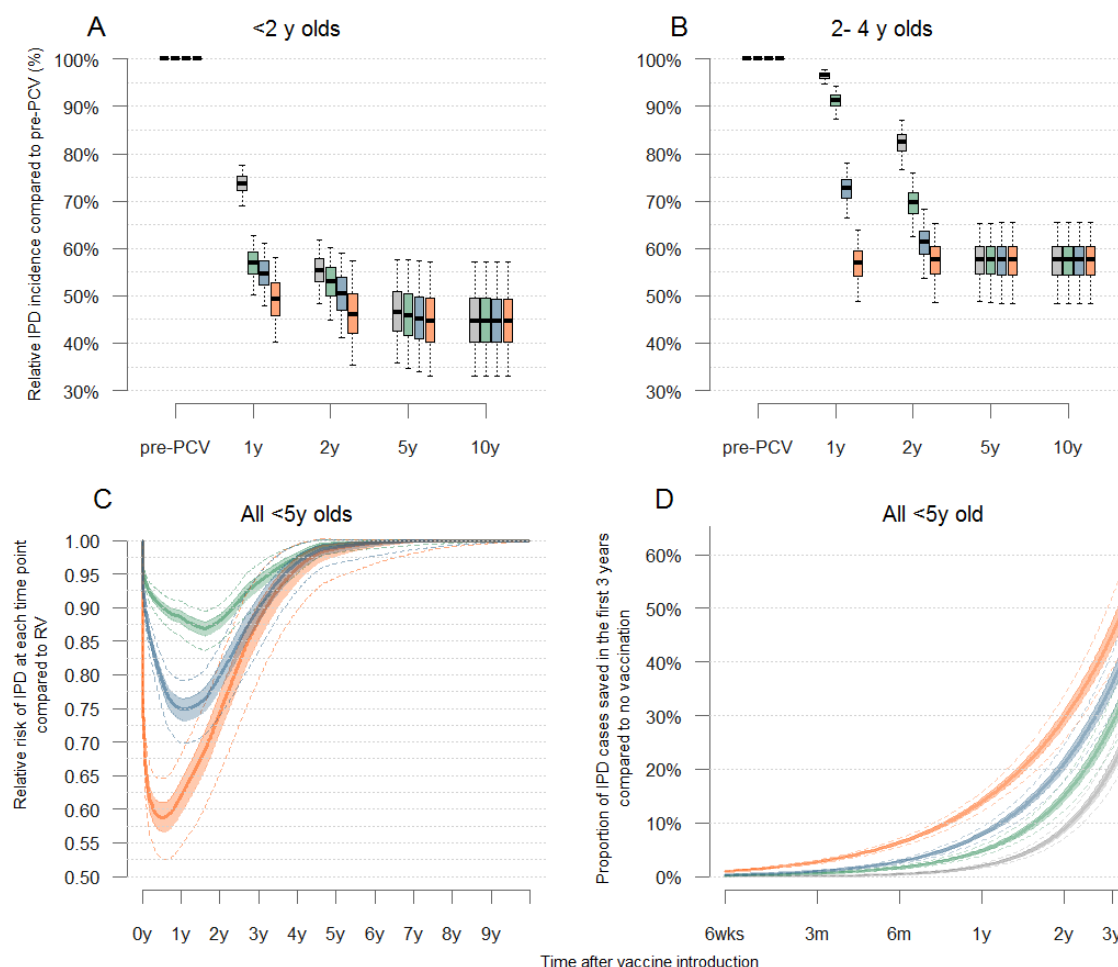 A
<2 y olds
B
2- 4 y olds
Relative IPD incidence compared to pre-PCV (%)
100%
90%
80%
70%
60%
50%
40%
30%
pre-PCV
1y
2y
5y
10y
100%
90%
80%
70%
60%
50%
40%
30%
pre-PCV
1y
2y
5y
10y
C
All <5y olds
D
All <5y old
Relative risk of IPD at each time point
compared to RV
1.00
0.95
0.90
0.85
0.80
0.75
0.70
0.65
0.60
0.55
0.50
0y
1y
2y
3y
4y
5y
6y
7y
8y
9y
Proportion of IPD cases saved in the first 3 years
compared to no vaccination
60%
50%
40%
30%
20%
10%
0%
6wks
3m
6m
1y
2y
3y
Time after vaccine introduction